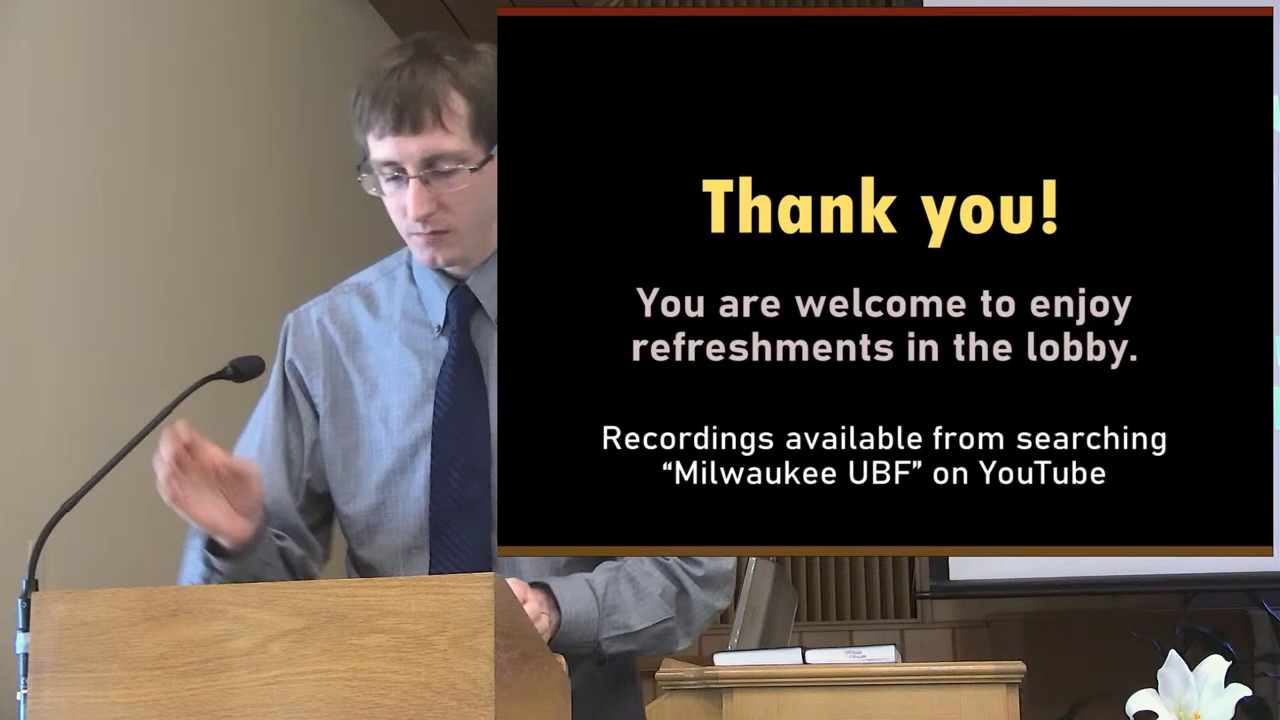 Thank you!
You are welcome to enjoy
refreshments in the lobby.
Recordings available from searching
“Milwaukee UBF” on YouTube